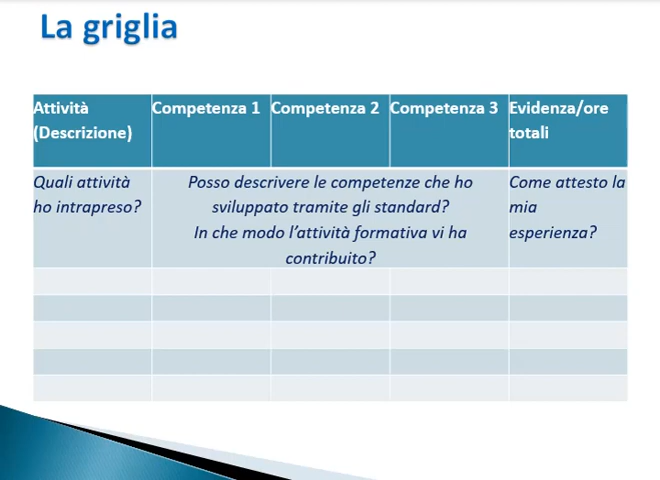 La griglia
Attività
(Descrizione)
Competenza 1
Competenza 2
Competenza 3
Evidenza/ore
totali
Quali attività
ho intrapreso?
Posso descrivere le competenze che ho
sviluppato tramite gli standard?
In che modo l’attività formativa vi ha
contribuito?
Come attesto la
mia
esperienza?